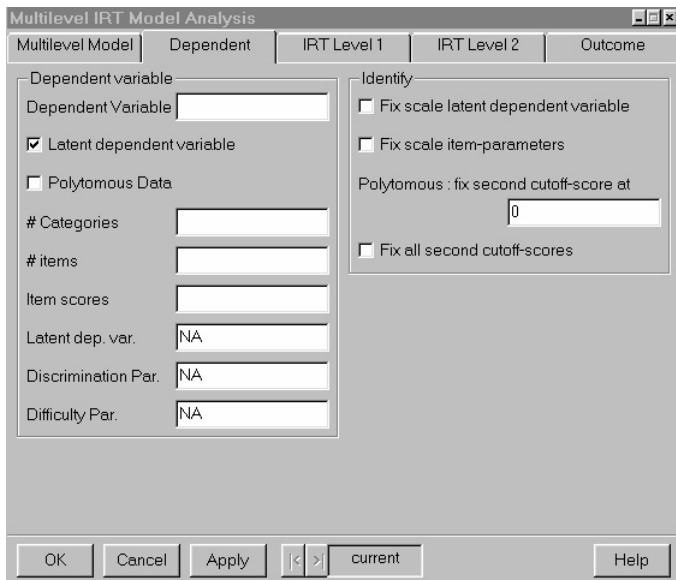 Multilevel IRT Model Analysis
Multilevel Model Dependent IRT Level 1 IRT Level 2 Outcome
Dependent variable
Dependent Variable
Latent dependent variable
Polytomous Data
# Categories
# items
Item scores
Latent dep. var. NA
Discrimination Par. NA
Difficulty Par. NA
Identify
Fix scale latent dependent variable
Fix scale item-parameters
Polytomous : fix second cutoff-score at
0
Fix all second cutoff-scores
OK Cancel Apply |< >| current Help